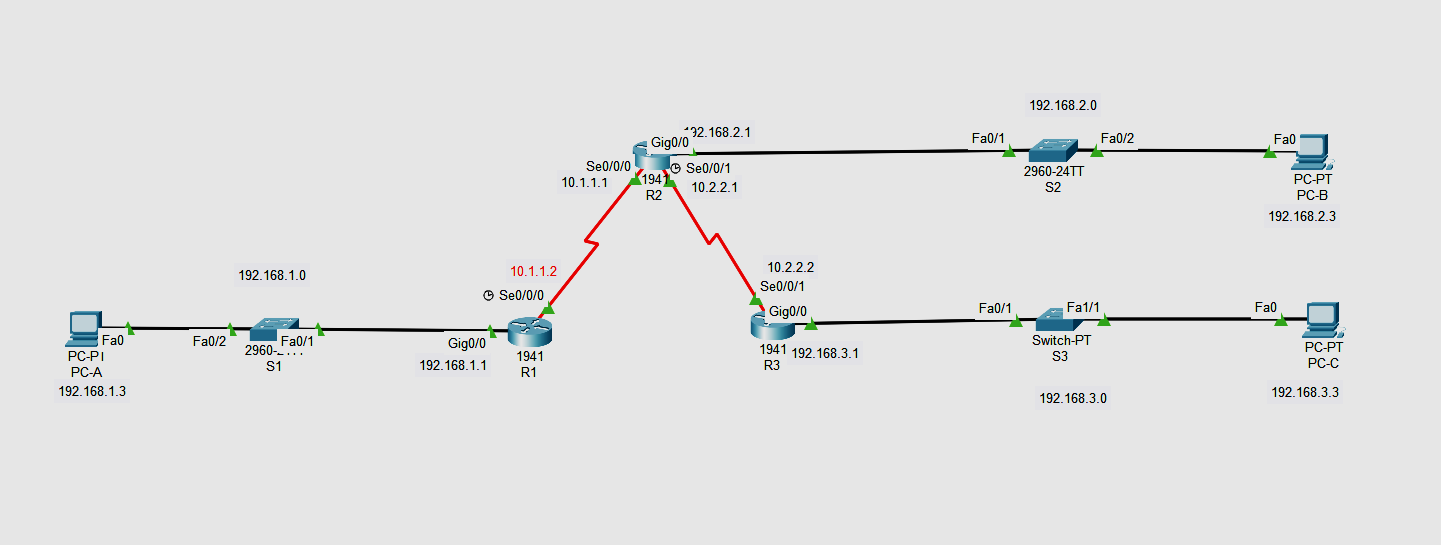 192.168.2.0
Gig0/0
192.168.2.1
Fa0/1
Fa0/2
Fa0
Se0/0/0
Se0/0/1
10.1.1.1
1941
R2
10.2.2.1
2960-24TT
S2
PC-PT
PC-B
192.168.2.3
192.168.1.0
10.1.1.2
Se0/0/0
10.2.2.2
Se0/0/1
Gig0/0
Fa0/1
Fa1/1
Fa0
Fa0
Fa0/2
Fa0/1
Gig0/0
PC-PT
PC-A
S1
192.168.1.1
1941
R1
1941
R3
192.168.3.1
Switch-PT
S3
PC-PT
PC-C
192.168.1.3
192.168.3.0
192.168.3.3